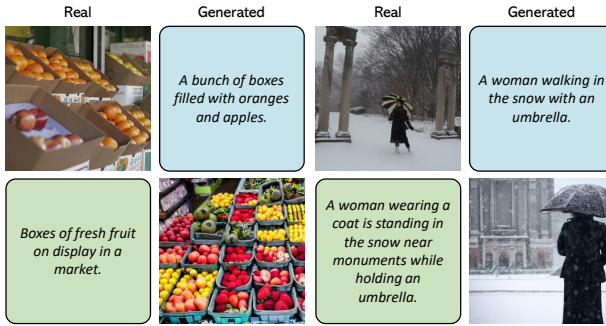 Real
Generated
Real
Generated
A bunch of boxes
filled with oranges
and apples.
A woman walking in
the snow with an
umbrella.
Boxes of fresh fruit
on display in a
market.
A woman wearing a
coat is standing in
the snow near
monuments while
holding an
umbrella.